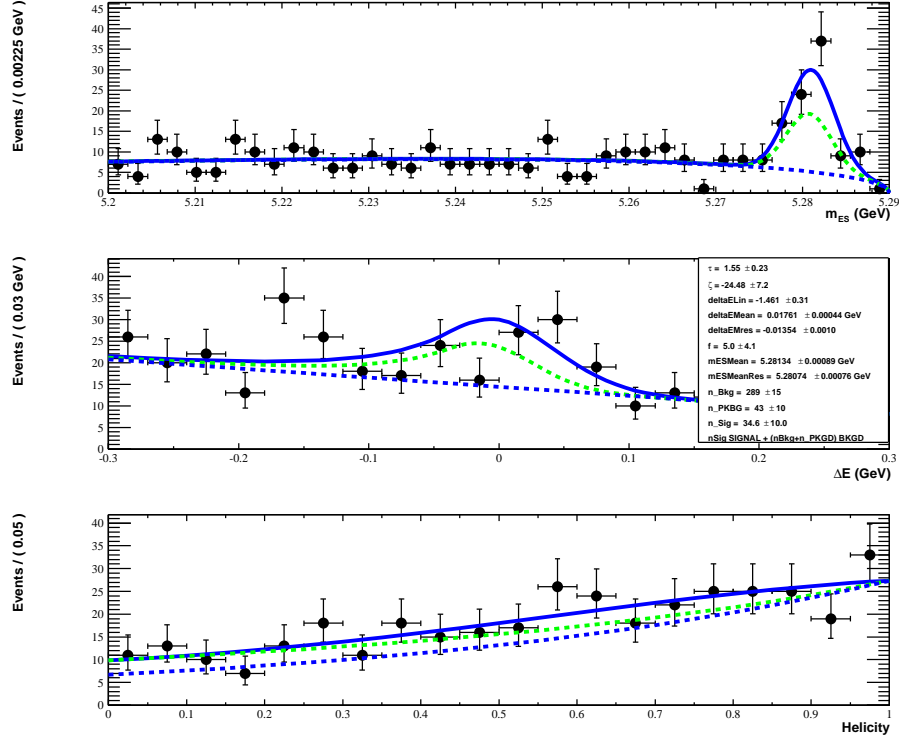 Events / ( 0.00225 GeV )
45
40
35
30
25
20
15
10
5
0
5.2 5.21 5.22 5.23 5.24 5.25 5.26 5.27 5.28 5.29
m_ES (GeV)
Events / ( 0.03 GeV )
40
35
30
25
20
15
10
5
0
-0.3 -0.2 -0.1 0 0.1 0.2 0.3
ΔE (GeV)
τ = 1.55 ±0.23
ζ = -24.48 ±7.2
deltaELin = -1.461 ±0.31
deltaEMean = 0.01761 ±0.00044 GeV
deltaEMres = -0.01354 ±0.0010
f = 5.0 ±4.1
mESMean = 5.28134 ±0.00089 GeV
mESMeanRes = 5.28074 ±0.00076 GeV
n_Bkg = 289 ±15
n_PKBG = 43 ±10
n_Sig = 34.6 ±10.0
nSig SIGNAL + (nBkg+n_PKGD) BKGD
Events / ( 0.05 )
40
35
30
25
20
15
10
5
0
0 0.1 0.2 0.3 0.4 0.5 0.6 0.7 0.8 0.9 1
Helicity